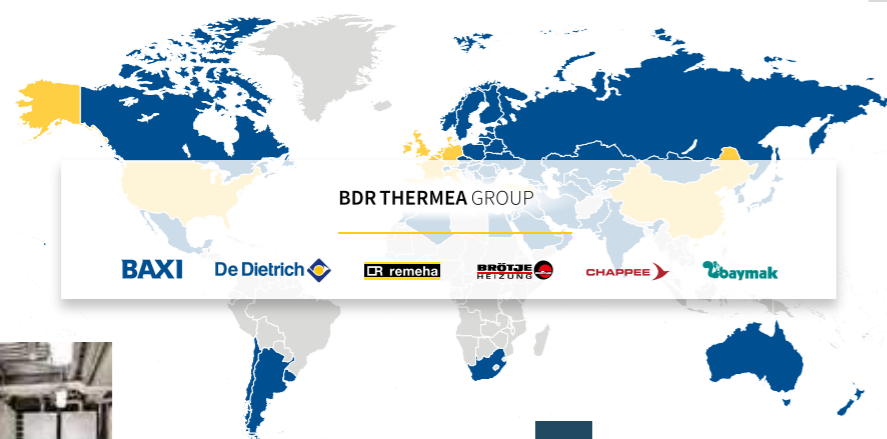 BDR THERMEA GROUP
BAXI De Dietrich remeha BRÖTJE HEIZUNG CHAPPEE baymak